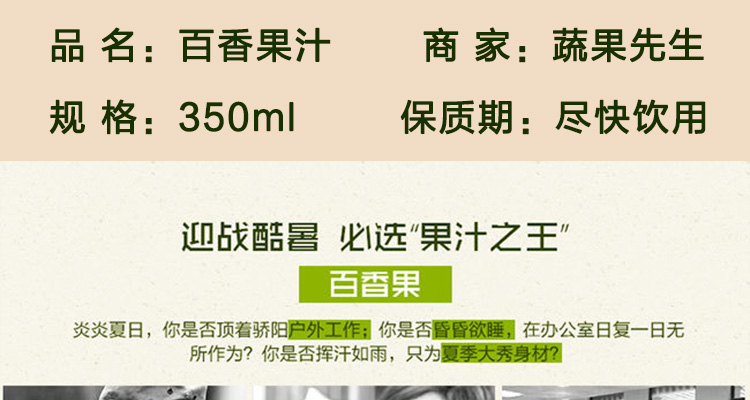 品 名：百香果汁 商 家：蔬果先生
规 格：350ml 保质期：尽快饮用
迎战酷暑 必选“果汁之王”
百香果
炎炎夏日，你是否顶着骄阳户外工作；你是否昏昏欲睡，在办公室日复一日无
所作为？你是否挥汗如雨，只为夏季大秀身材？